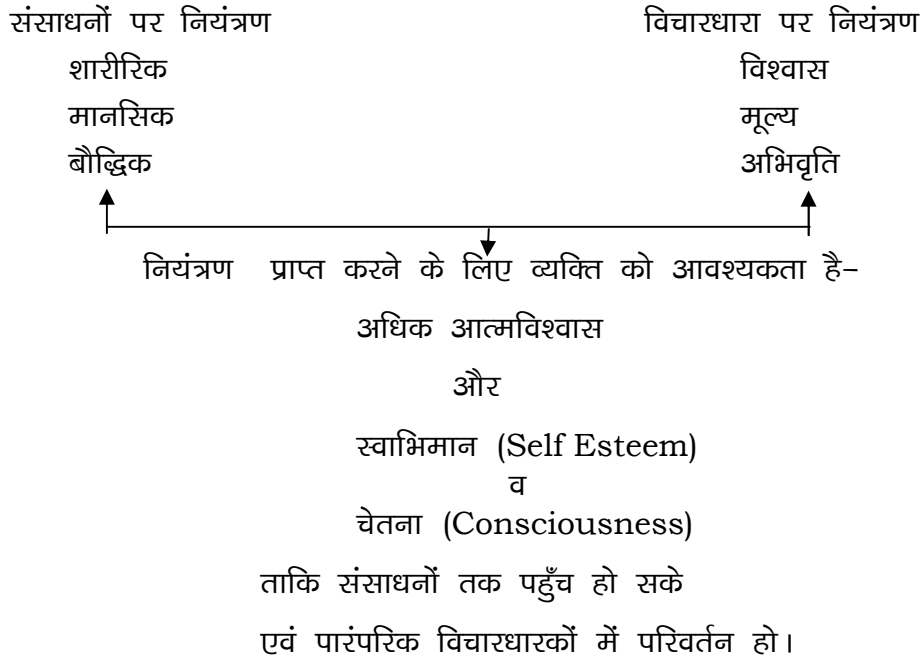 संसाधनों पर नियंत्रण विचारधारा पर नियंत्रण
शारीरिक विश्वास
मानसिक मूल्य
बौद्धिक अभिवृति
नियंत्रण प्राप्त करने के लिए व्यक्ति को आवश्यकता है-
अधिक आत्मविश्वास
और
स्वाभिमान (Self Esteem)
व
चेतना (Consciousness)
ताकि संसाधनों तक पहुँच हो सके
एवं पारंपरिक विचारधारकों में परिवर्तन हो।